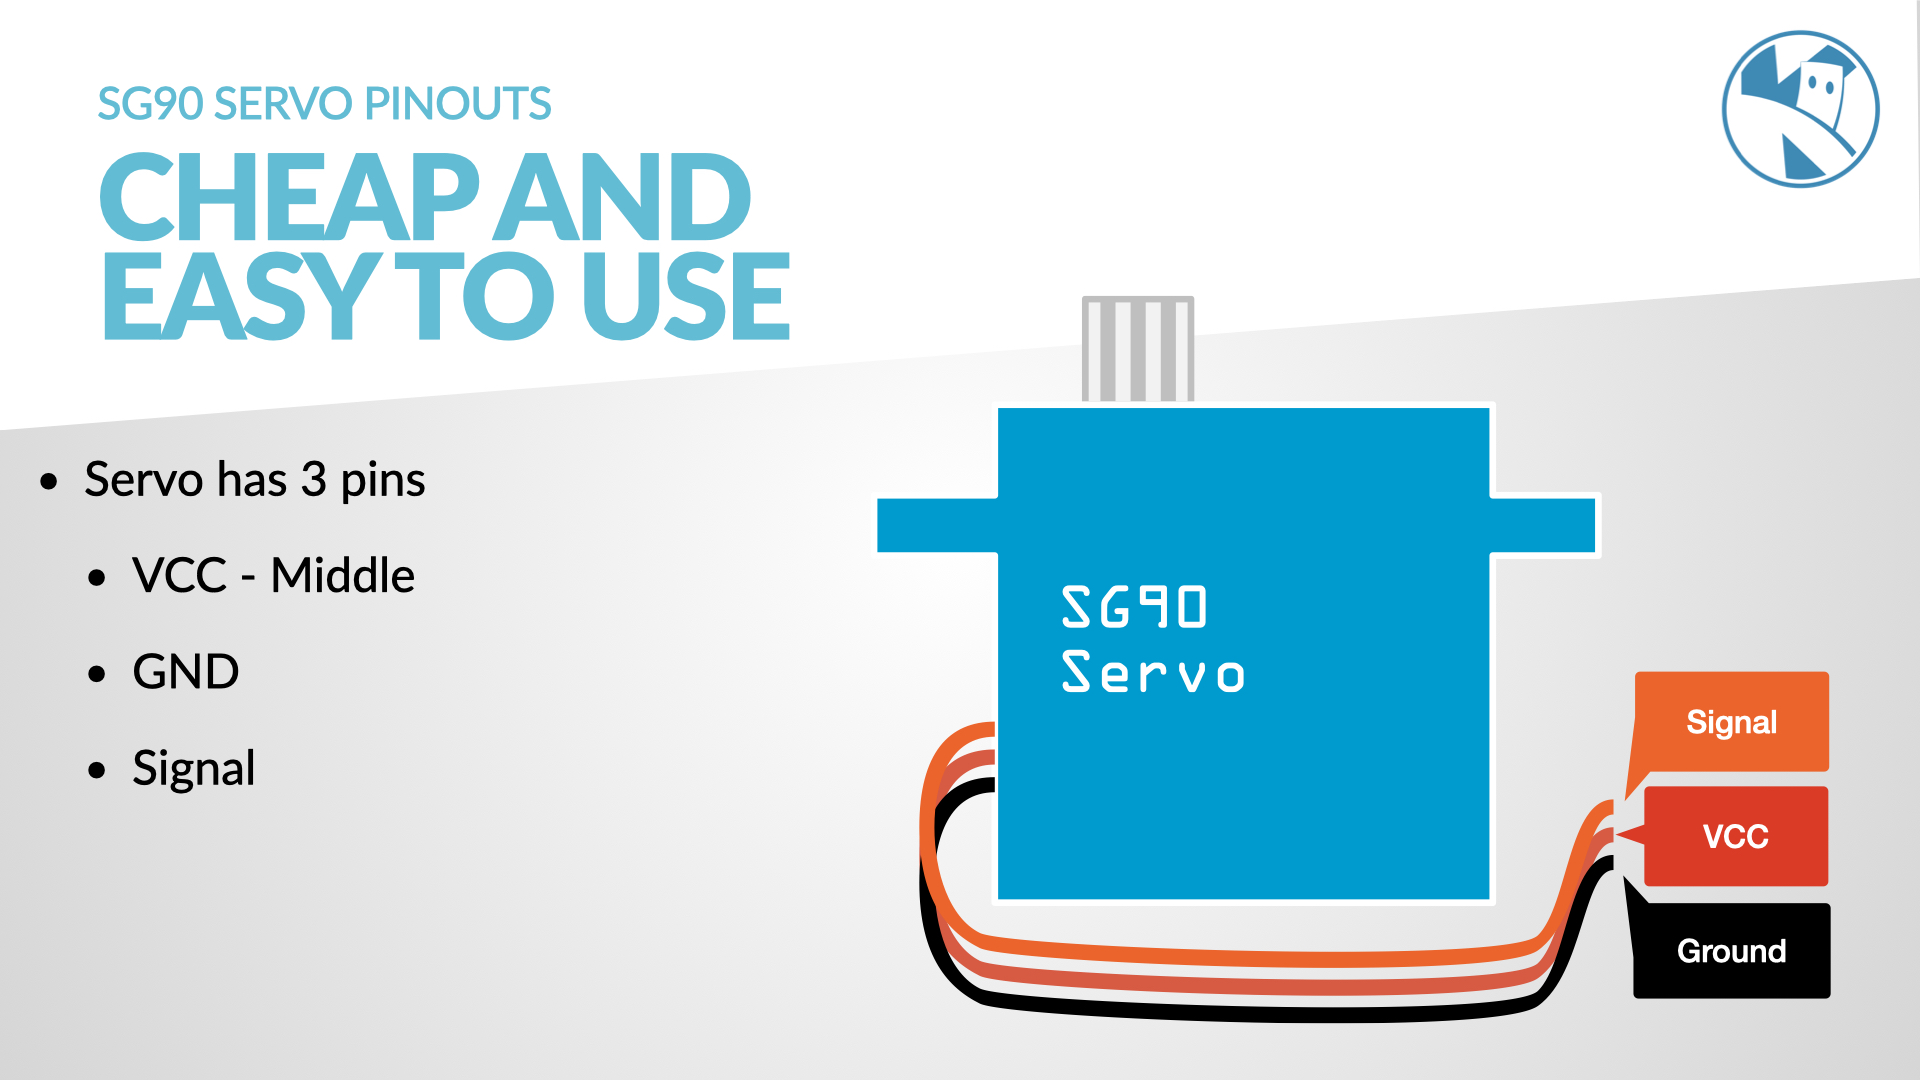 SG90 SERVO PINOUTS
CHEAP AND
EASY TO USE
• Servo has 3 pins
• VCC - Middle
• GND
• Signal
SG90
Servo
Signal
VCC
Ground